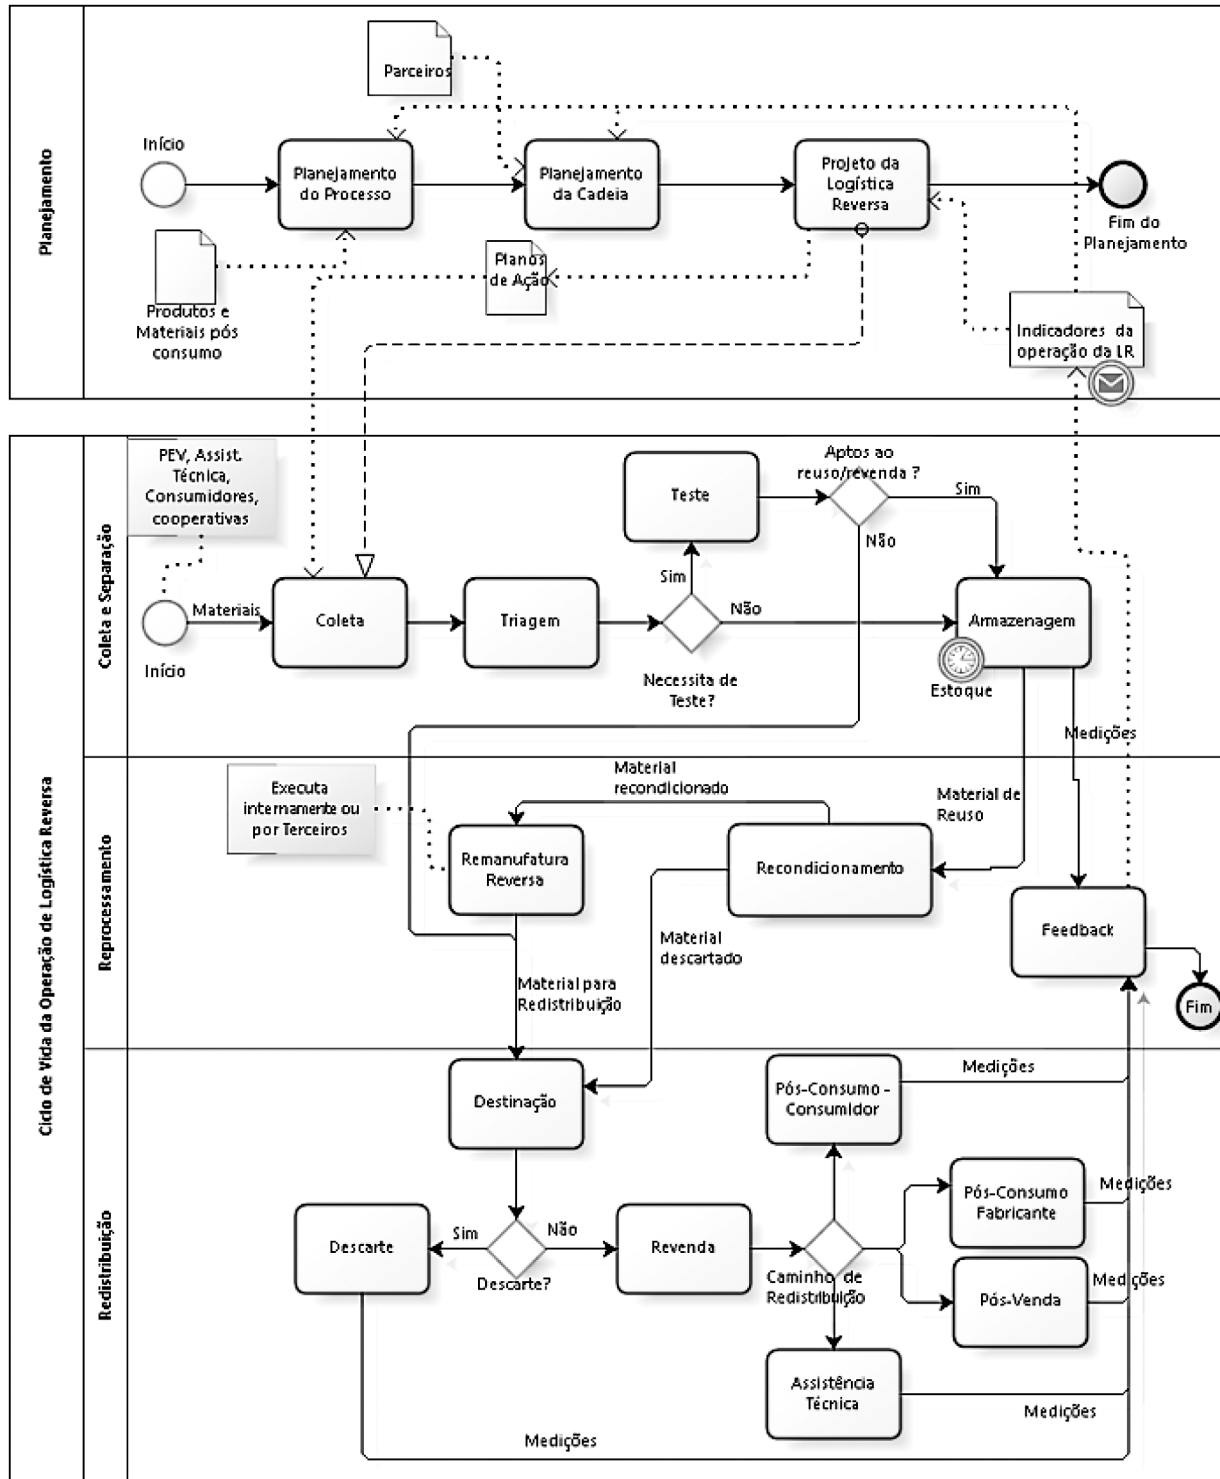 Planejamento
Parceiros
Início
Planejamento
do Processo
Planejamento
da Cadeia
Projeto da
Logística
Reversa
Fim do
Planejamento
Produtos e
Materiais pós
consumo
Planos
de Ação
Indicadores da
operação da LR
Ciclo de Vida da Operação de Logística Reversa
Coleta e Separação
PEV, Assist.
Técnica,
Consumidores,
cooperativas
Aptos ao
reuso/revenda ?
Teste
Sim
Não
Sim
Materiais
Início
Coleta
Triagem
Não
Necessita de
Teste?
Armazenagem
Estoque
Medições
Reprocessamento
Executa
internamente ou
por Terceiros
Material
recondicionado
Material de
Reuso
Remanufatura
Reversa
Recondicionamento
Feedback
Material
descartado
Material para
Redistribuição
Fim
Redistribuição
Destinação
Pós-Consumo -
Consumidor
Medições
Pós-Consumo
Fabricante
Medições
Descarte
Sim
Não
Descarte?
Revenda
Caminho de
Redistribuição
Pós-Venda
Medições
Assistência
Técnica
Medições
Medições